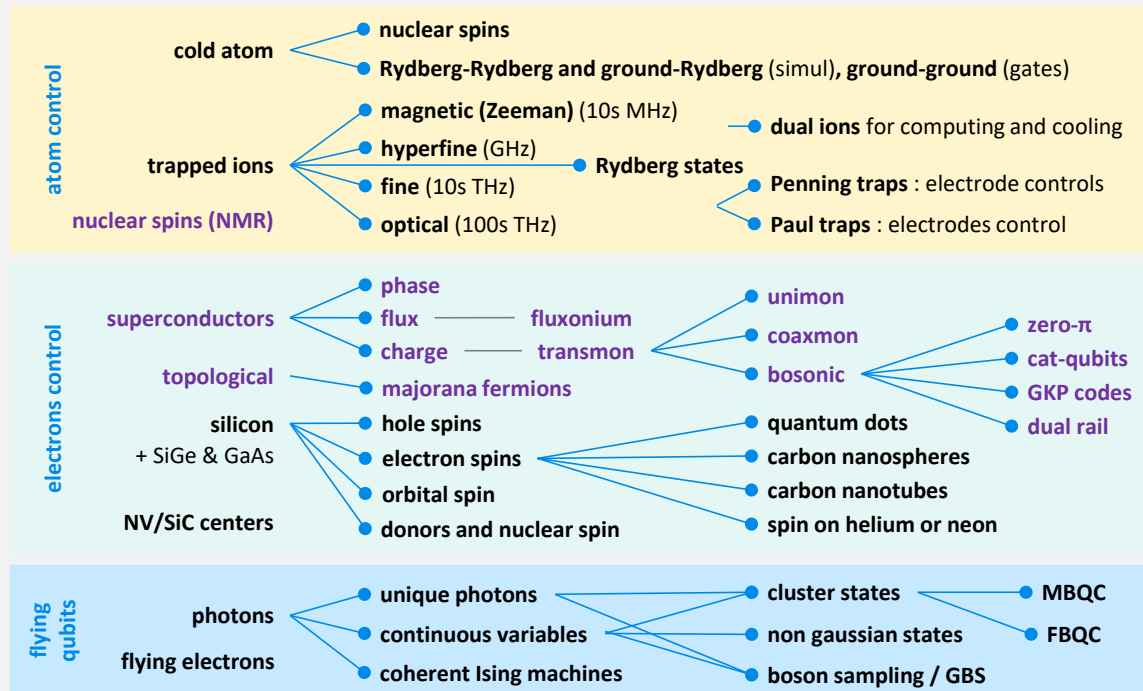 atom control
cold atom
nuclear spins
Rydberg-Rydberg and ground-Rydberg (simul), ground-ground (gates)
trapped ions
magnetic (Zeeman) (10s MHz)
hyperfine (GHz)
fine (10s THz)
optical (100s THz)
Rydberg states
dual ions for computing and cooling
Penning traps : electrode controls
Paul traps : electrodes control
nuclear spins (NMR)
electrons control
superconductors
phase
flux
fluxonium
charge
transmon
unimon
coaxmon
bosonic
zero-π
cat-qubits
GKP codes
dual rail
topological
majorana fermions
silicon
+ SiGe & GaAs
hole spins
electron spins
orbital spin
donors and nuclear spin
quantum dots
carbon nanospheres
carbon nanotubes
spin on helium or neon
NV/SiC centers
flying
qubits
photons
unique photons
continuous variables
coherent Ising machines
cluster states
non gaussian states
boson sampling / GBS
MBQC
FBQC
flying electrons